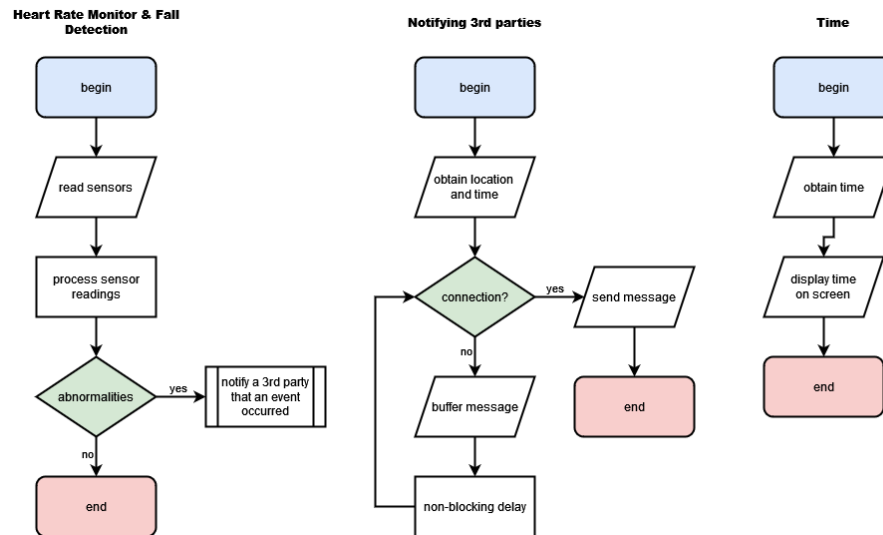 Heart Rate Monitor & Fall
Detection
begin
read sensors
process sensor
readings
abnormalities
yes
notify a 3rd party
that an event
occurred
no
end
Notifying 3rd parties
begin
obtain location
and time
connection?
yes
send message
end
no
buffer message
non-blocking delay
Time
begin
obtain time
display time
on screen
end